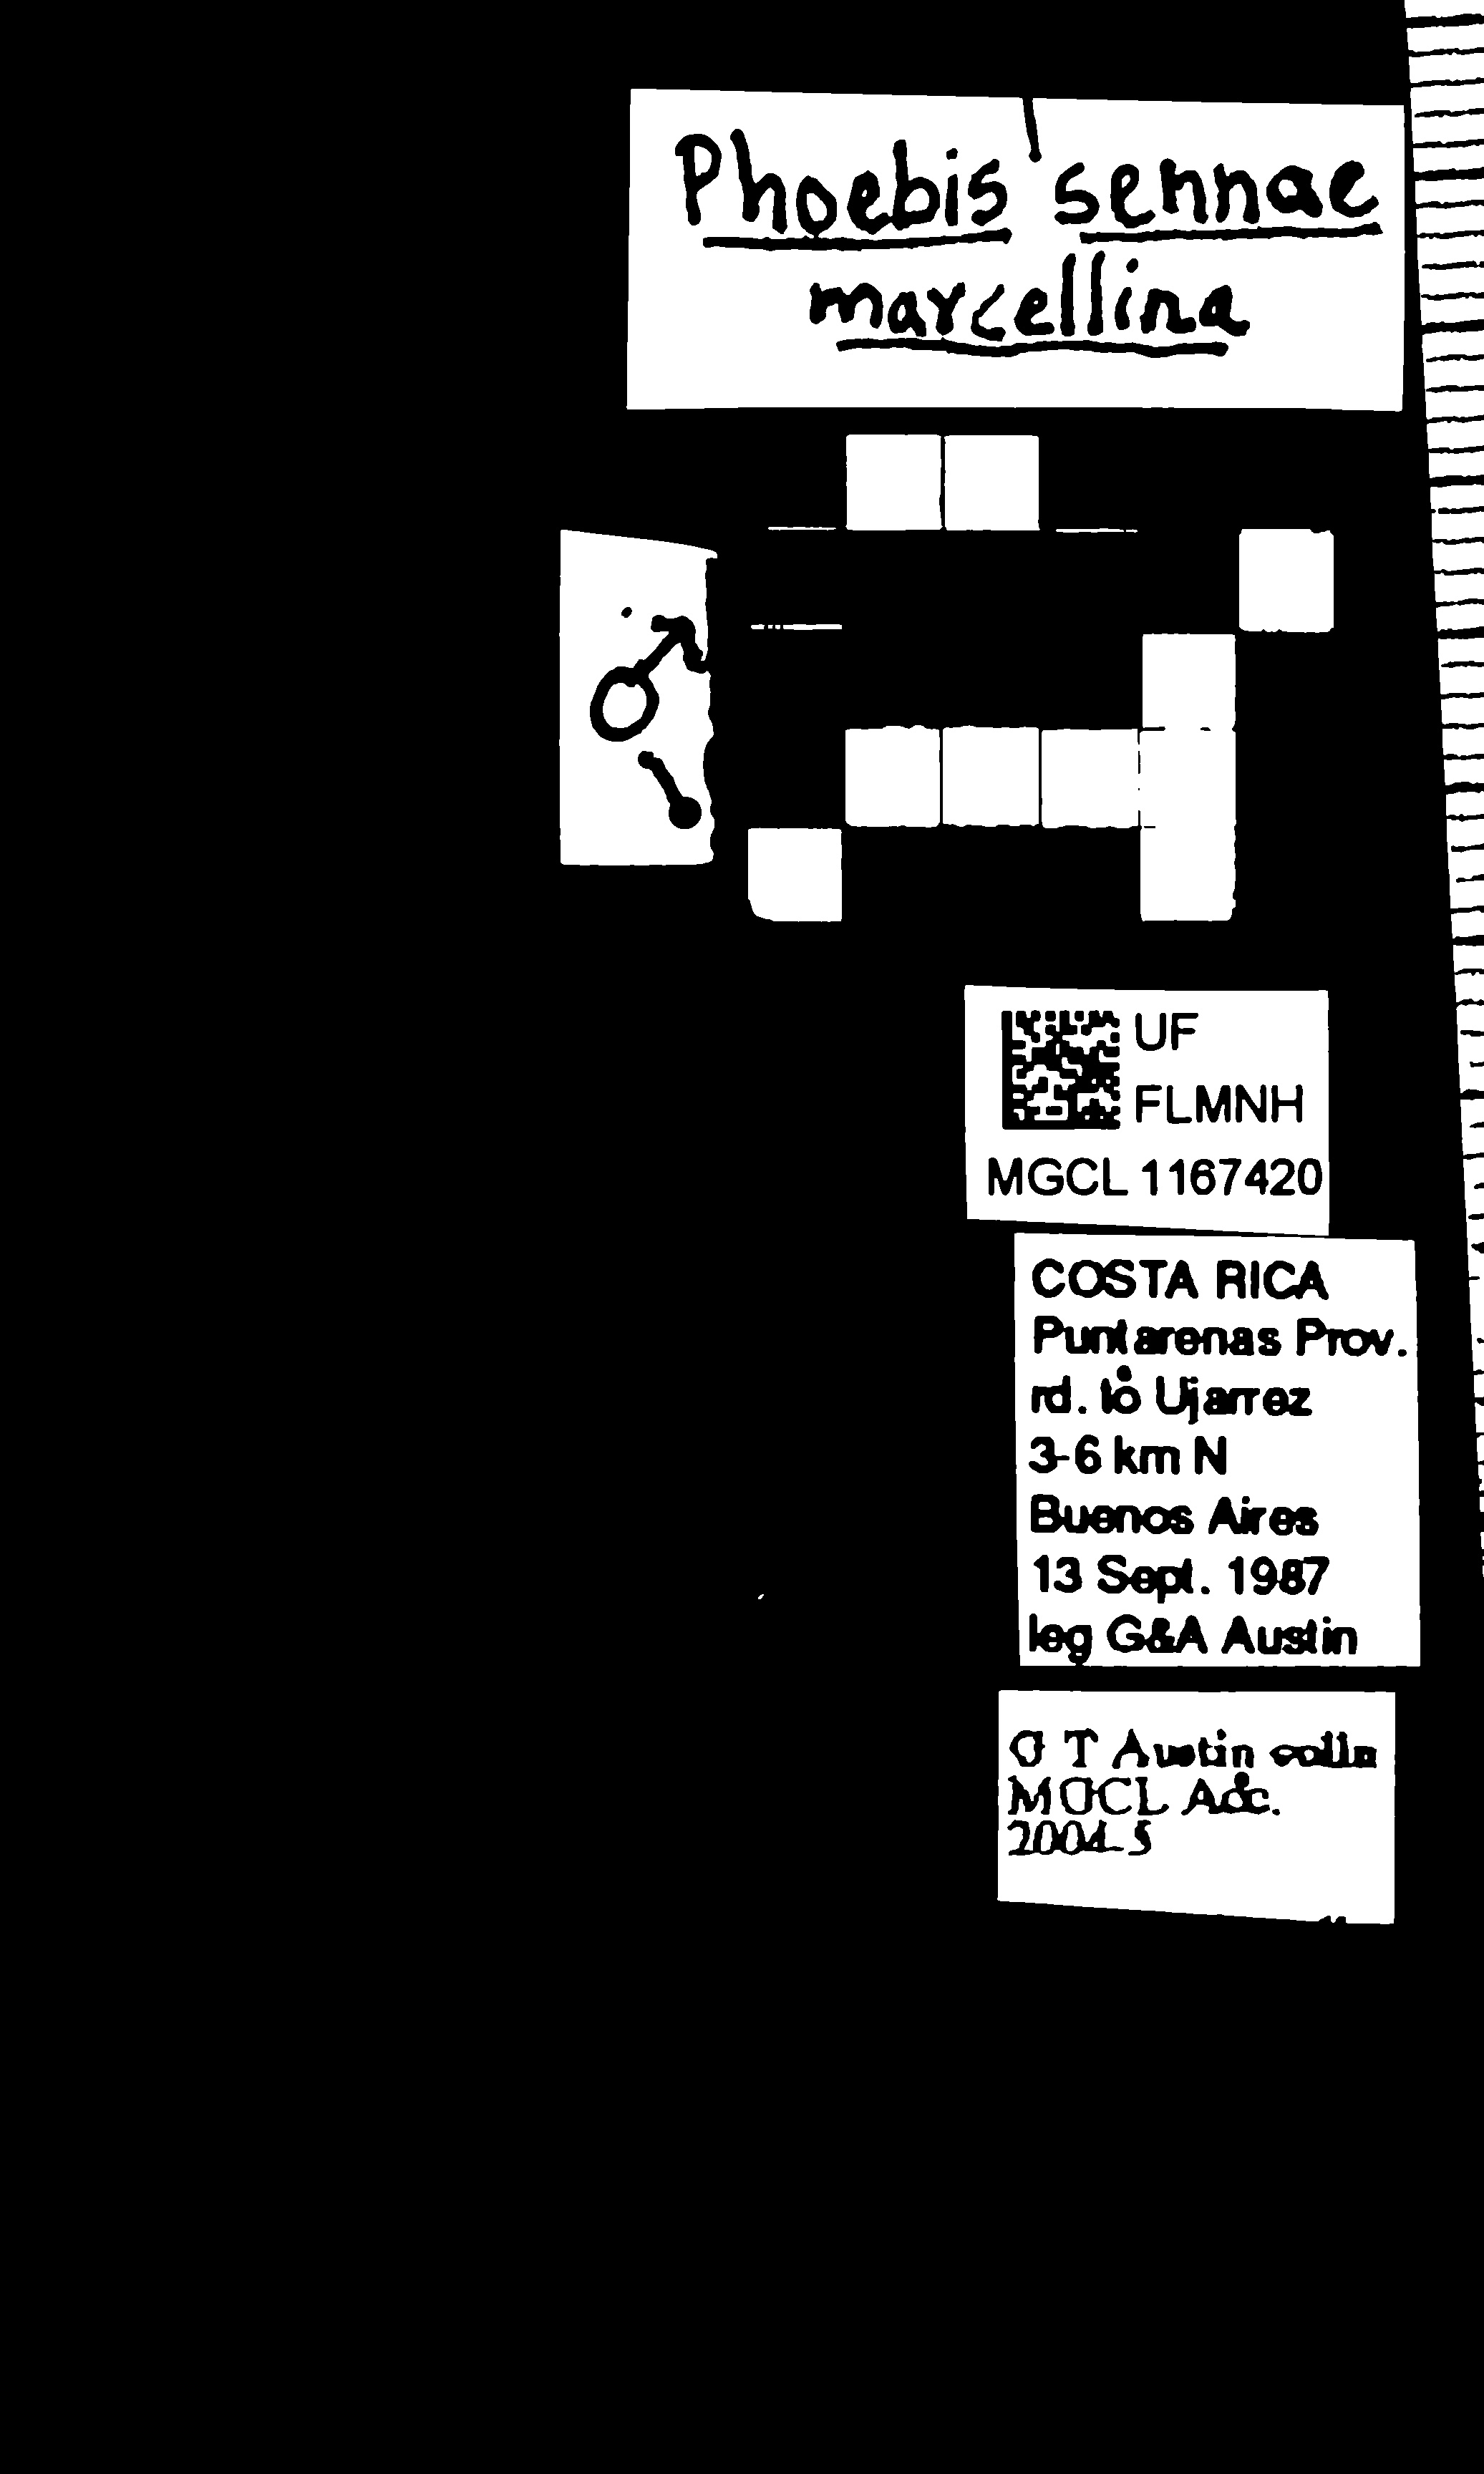 Phoebis sennae
marcellina
♂
UF
FLMNH
MGCL 1167420
COSTA RICA
Puntarenas Prov.
rd. to Ujarrez
3-6 km N
Buenos Aires
13 Sept. 1987
leg G&A Austin
G T Austin colln
MGCL Acc.
2004-5